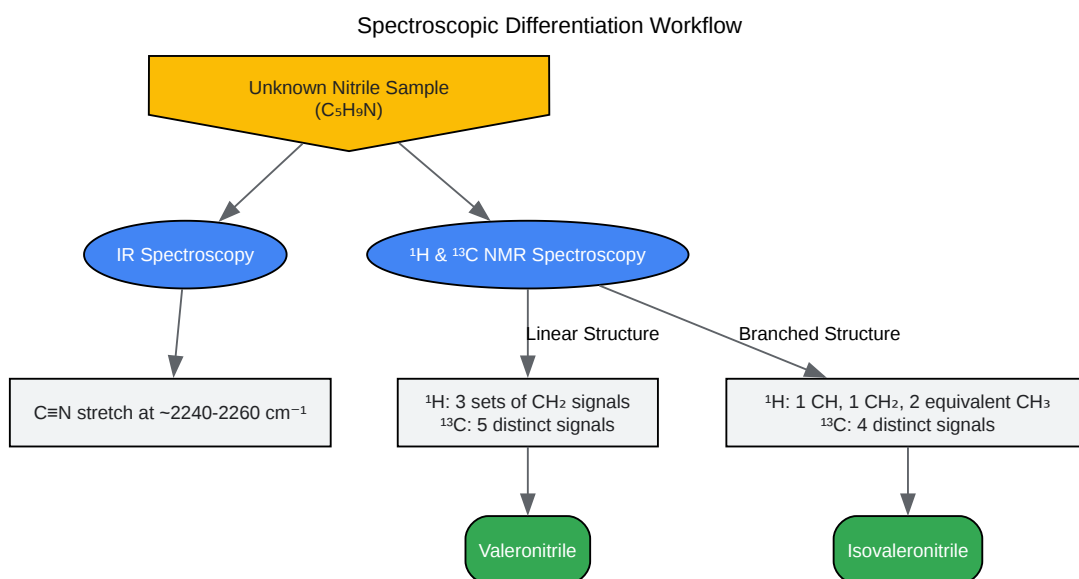 Spectroscopic Differentiation Workflow
Unknown Nitrile Sample
(C₅H₉N)
IR Spectroscopy
¹H & ¹³C NMR Spectroscopy
Linear Structure
Branched Structure
C≡N stretch at ~2240-2260 cm⁻¹
¹H: 3 sets of CH₂ signals
¹³C: 5 distinct signals
¹H: 1 CH, 1 CH₂, 2 equivalent CH₃
¹³C: 4 distinct signals
Valeronitrile
Isovaleronitrile